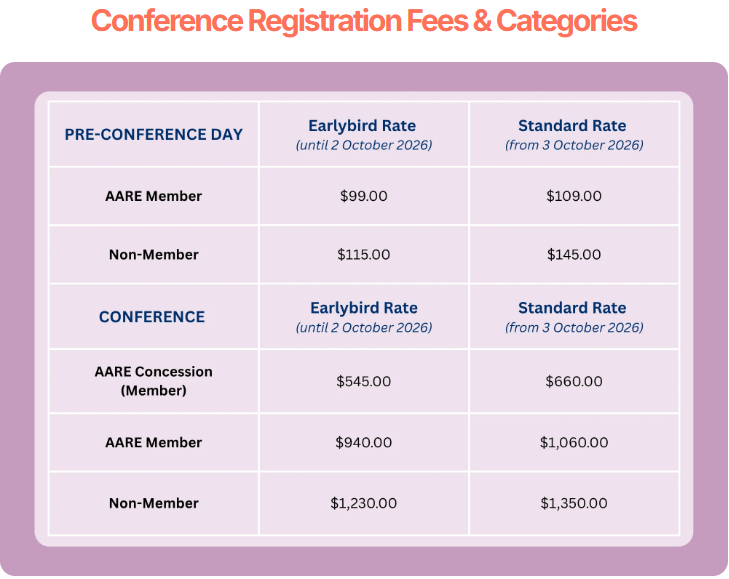 Conference Registration Fees & Categories
PRE-CONFERENCE DAY
Earlybird Rate
(until 2 October 2026)
Standard Rate
(from 3 October 2026)
AARE Member
$99.00
$109.00
Non-Member
$115.00
$145.00
CONFERENCE
Earlybird Rate
(until 2 October 2026)
Standard Rate
(from 3 October 2026)
AARE Concession
(Member)
$545.00
$660.00
AARE Member
$940.00
$1,060.00
Non-Member
$1,230.00
$1,350.00